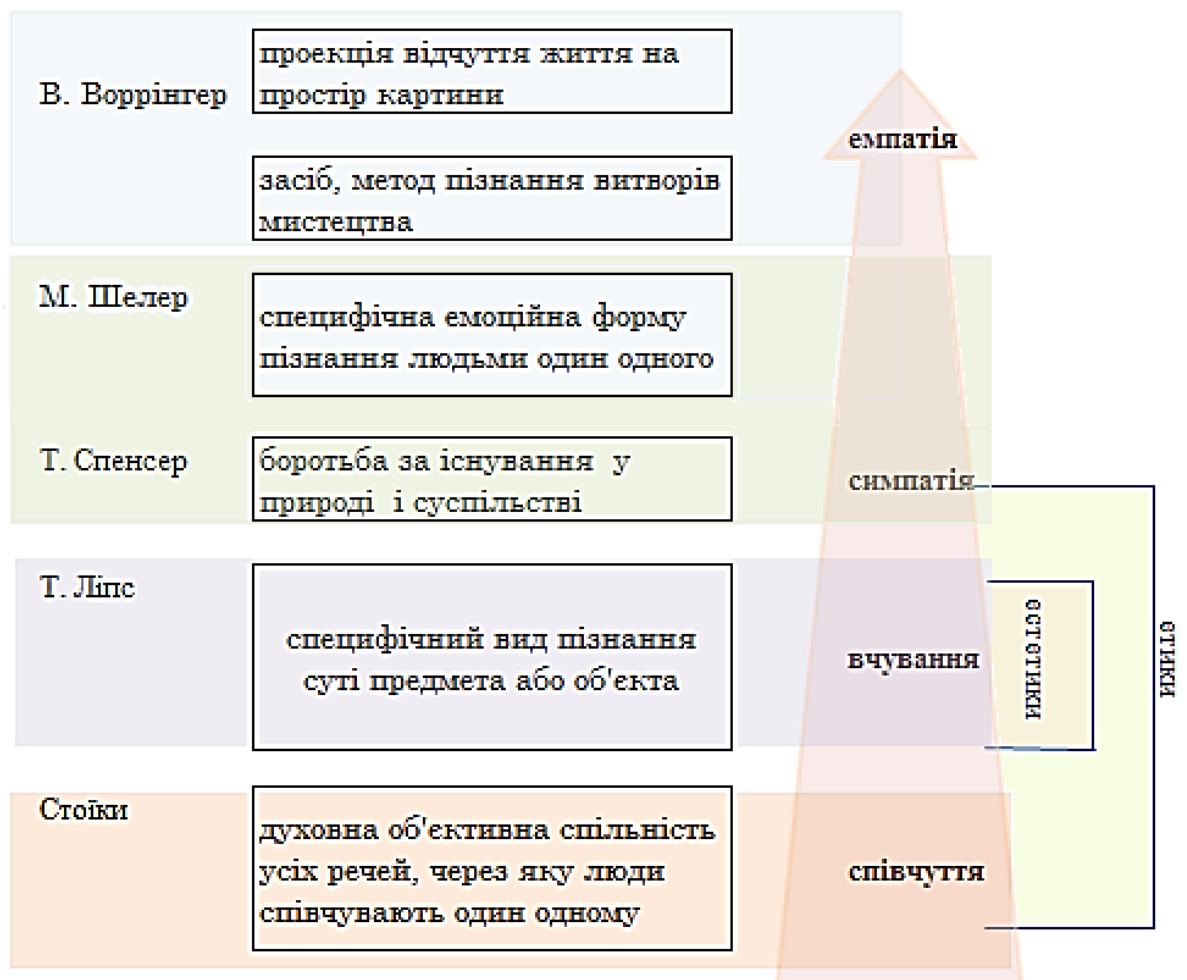 В. Воррінгер
проекція відчуття життя на
простір картини
емпатія
засіб, метод пізнання витворів
мистецтва
М. Шелер
специфічна емоційна форму
пізнання людьми один одного
Т. Спенсер
боротьба за існування у
природі і суспільстві
симпатія
Т. Ліпс
специфічний вид пізнання
суті предмета або об'єкта
вчування
естетики
етики
Стоїки
духовна об'єктивна спільність
усіх речей, через яку люди
співчувають один одному
співчуття